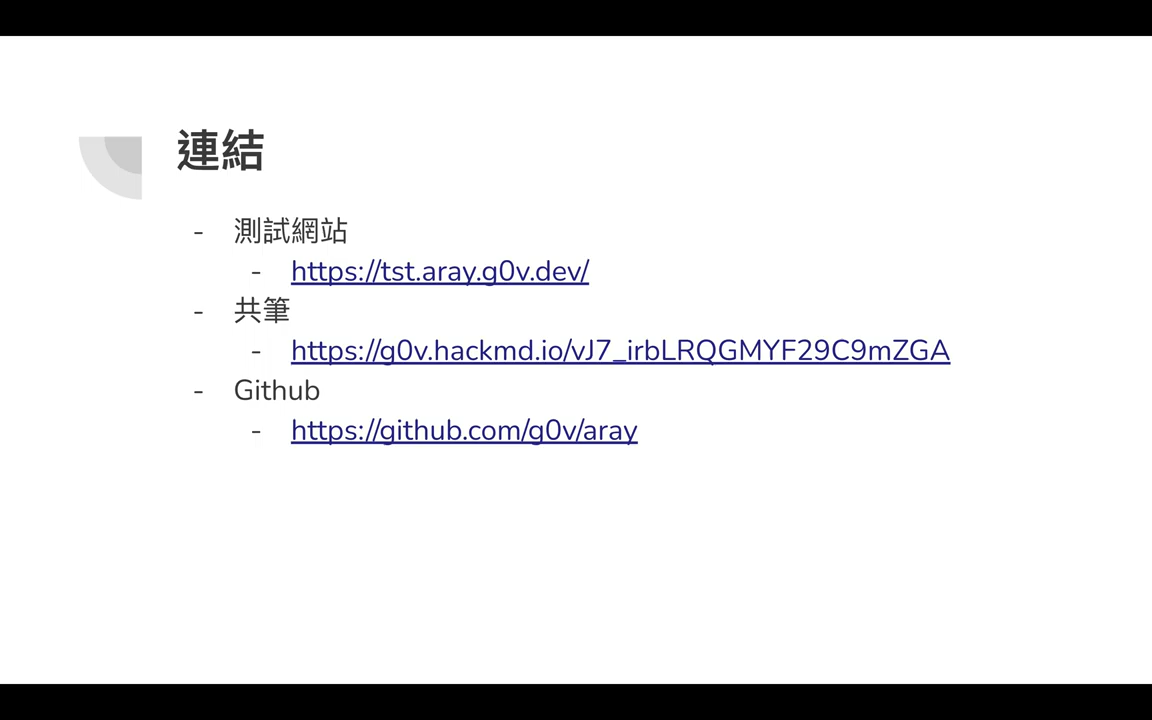 連結
- 測試網站
- https://tst.aray.g0v.dev/
- 共筆
- https://g0v.hackmd.io/vJ7_irbLRQGMYF29C9mZGA
- Github
- https://github.com/g0v/aray